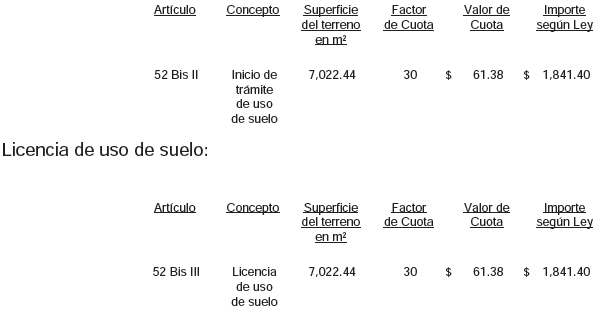 Artículo Concepto Superficie Factor Valor de Importe
del terreno de Cuota Cuota según Ley
en m²
52 Bis II Inicio de 7,022.44 30 $ 61.38 $ 1,841.40
trámite
de uso
de suelo
Licencia de uso de suelo:
Artículo Concepto Superficie Factor Valor de Importe
del terreno de Cuota Cuota según Ley
en m²
52 Bis III Licencia 7,022.44 30 $ 61.38 $ 1,841.40
de uso
de suelo